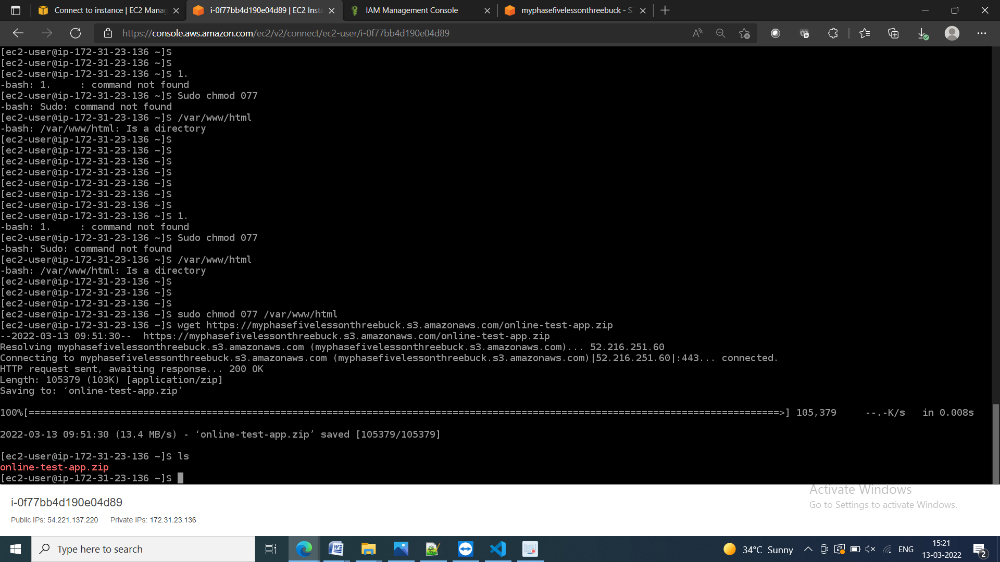 Connect to instance | EC2 Manag
i-0f77bb4d190e04d89 | EC2 Insta
IAM Management Console
myphasefivelessonthreebuck - S
https://console.aws.amazon.com/ec2/v2/connect/ec2-user/i-0f77bb4d190e04d89
[ec2-user@ip-172-31-23-136 ~]$
[ec2-user@ip-172-31-23-136 ~]$
[ec2-user@ip-172-31-23-136 ~]$ 1.
-bash: 1.     : command not found
[ec2-user@ip-172-31-23-136 ~]$ Sudo chmod 077
-bash: Sudo: command not found
[ec2-user@ip-172-31-23-136 ~]$ /var/www/html
-bash: /var/www/html: Is a directory
[ec2-user@ip-172-31-23-136 ~]$
[ec2-user@ip-172-31-23-136 ~]$
[ec2-user@ip-172-31-23-136 ~]$
[ec2-user@ip-172-31-23-136 ~]$
[ec2-user@ip-172-31-23-136 ~]$
[ec2-user@ip-172-31-23-136 ~]$
[ec2-user@ip-172-31-23-136 ~]$
[ec2-user@ip-172-31-23-136 ~]$ 1.
-bash: 1.     : command not found
[ec2-user@ip-172-31-23-136 ~]$ Sudo chmod 077
-bash: Sudo: command not found
[ec2-user@ip-172-31-23-136 ~]$ /var/www/html
-bash: /var/www/html: Is a directory
[ec2-user@ip-172-31-23-136 ~]$
[ec2-user@ip-172-31-23-136 ~]$
[ec2-user@ip-172-31-23-136 ~]$
[ec2-user@ip-172-31-23-136 ~]$ sudo chmod 077 /var/www/html
[ec2-user@ip-172-31-23-136 ~]$ wget https://myphasefivelessonthreebuck.s3.amazonaws.com/online-test-app.zip
--2022-03-13 09:51:30--  https://myphasefivelessonthreebuck.s3.amazonaws.com/online-test-app.zip
Resolving myphasefivelessonthreebuck.s3.amazonaws.com (myphasefivelessonthreebuck.s3.amazonaws.com)... 52.216.251.60
Connecting to myphasefivelessonthreebuck.s3.amazonaws.com (myphasefivelessonthreebuck.s3.amazonaws.com)|52.216.251.60|:443... connected.
HTTP request sent, awaiting response... 200 OK
Length: 105379 (103K) [application/zip]
Saving to: ‘online-test-app.zip’
100%[===================================================================================================================================>] 105,379     --.-K/s   in 0.008s
2022-03-13 09:51:30 (13.4 MB/s) - ‘online-test-app.zip’ saved [105379/105379]
[ec2-user@ip-172-31-23-136 ~]$ ls
online-test-app.zip
[ec2-user@ip-172-31-23-136 ~]$
Activate Windows
Go to Settings to activate Windows.
i-0f77bb4d190e04d89
Public IPs: 54.221.137.220 Private IPs: 172.31.23.136
Type here to search
34°C Sunny
ENG
15:21
13-03-2022
2